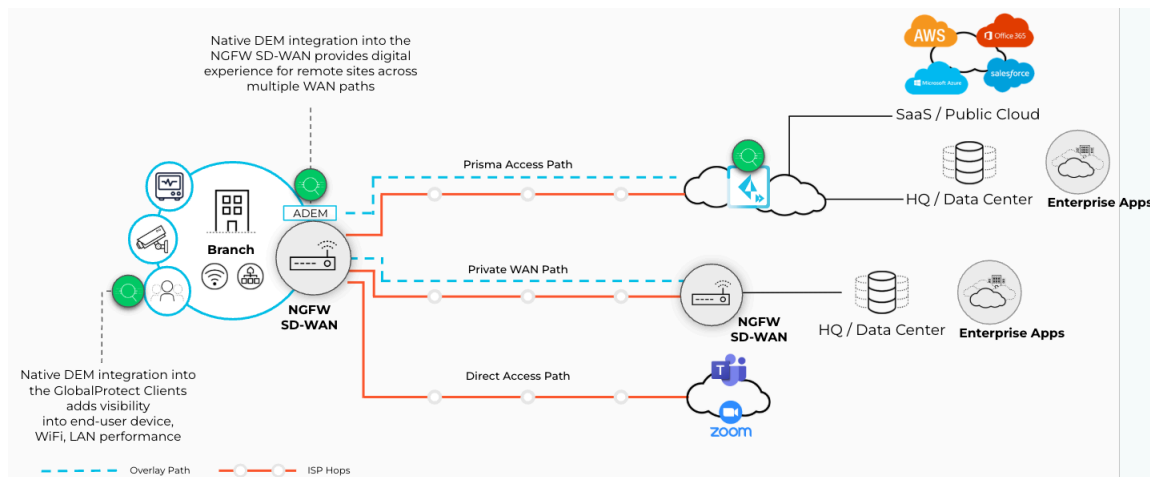 Native DEM integration into the
NGFW SD-WAN provides digital
experience for remote sites across
multiple WAN paths
AWS
Office 365
Microsoft Azure
salesforce
SaaS / Public Cloud
Prisma Access Path
HQ / Data Center
Enterprise Apps
ADEM
Branch
Private WAN Path
NGFW
SD-WAN
NGFW
SD-WAN
HQ / Data Center
Enterprise Apps
Direct Access Path
T
zoom
Native DEM integration into
the GlobalProtect Clients
adds visibility
into end-user device,
WiFi, LAN performance
Overlay Path
ISP Hops